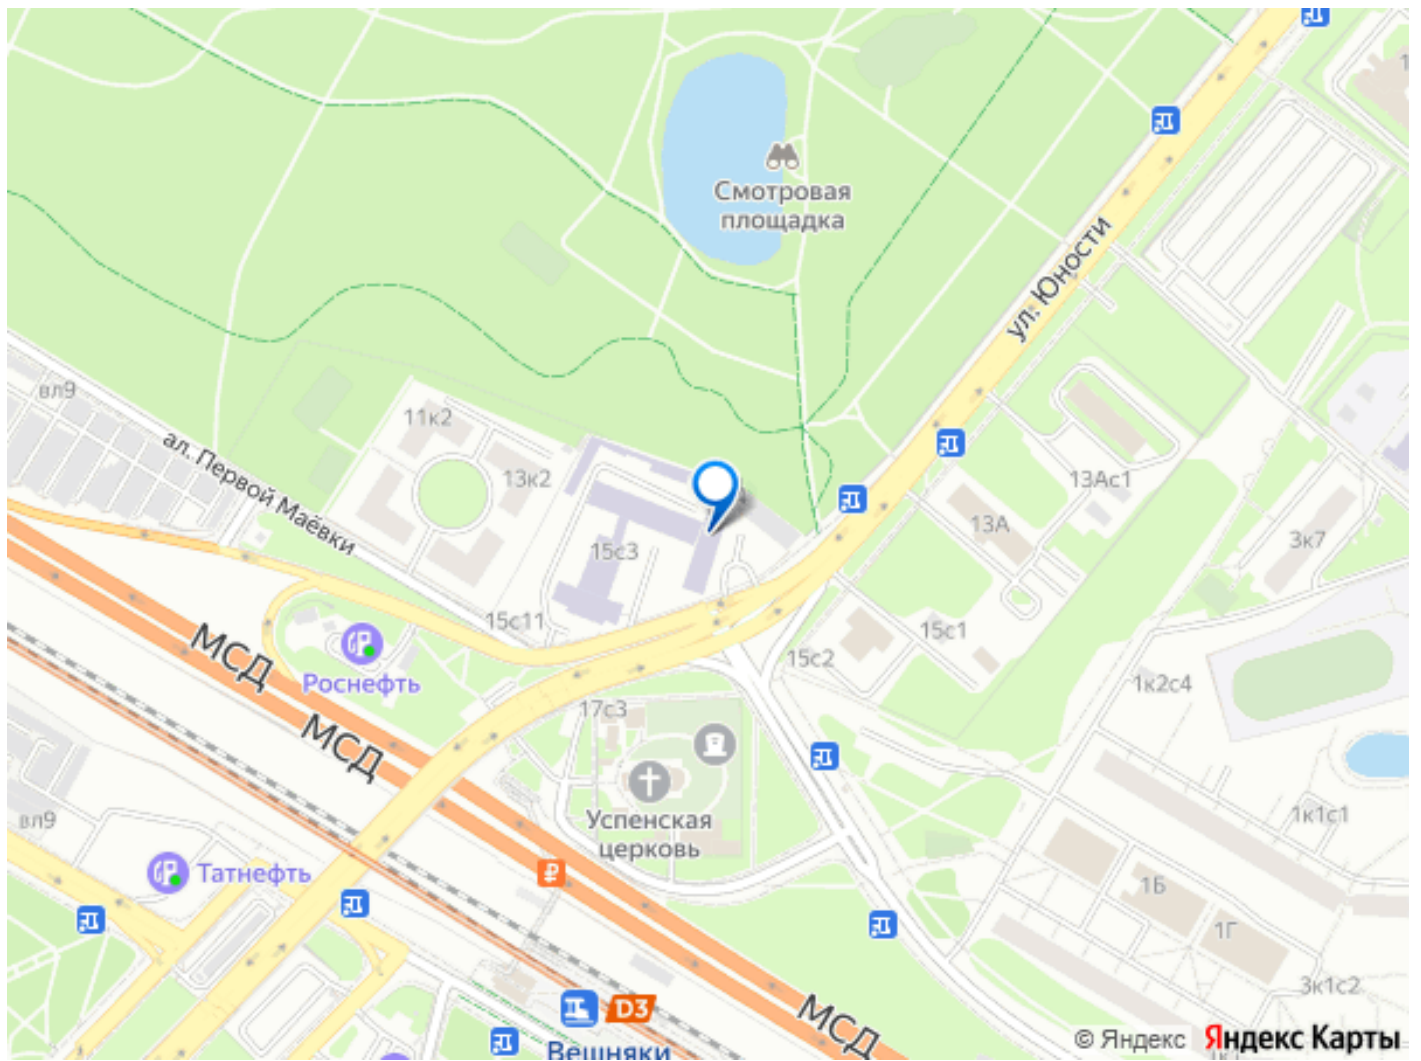 Смотровая
площадка
ул. Юности
вл9
11к2
ал. Первой Маёвки
13к2
13Ас1
13А
3к7
15с3
15с11
15с1
15с2
МСД
Роснефть
1к2с4
17с3
МСД
Успенская
церковь
вл9
1к1с1
Татнефть
1Б
1Г
3к1с2
D3
МСД
Вешняки
© Яндекс Яндекс Карты